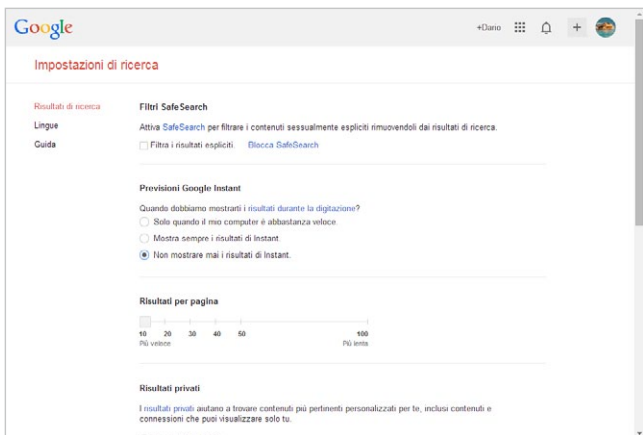 Google
+Dario
Impostazioni di ricerca
Risultati di ricerca
Lingue
Guida
Filtri SafeSearch
Attiva SafeSearch per filtrare i contenuti sessualmente espliciti rimuovendoli dai risultati di ricerca.
Filtra i risultati espliciti. Blocca SafeSearch
Previsioni Google Instant
Quando dobbiamo mostrarti i risultati durante la digitazione?
Solo quando il mio computer è abbastanza veloce.
Mostra sempre i risultati di Instant.
Non mostrare mai i risultati di Instant.
Risultati per pagina
10 20 30 40 50 100
Più veloce Più lenta
Risultati privati
I risultati privati aiutano a trovare contenuti più pertinenti personalizzati per te, inclusi contenuti e
connessioni che puoi visualizzare solo tu.